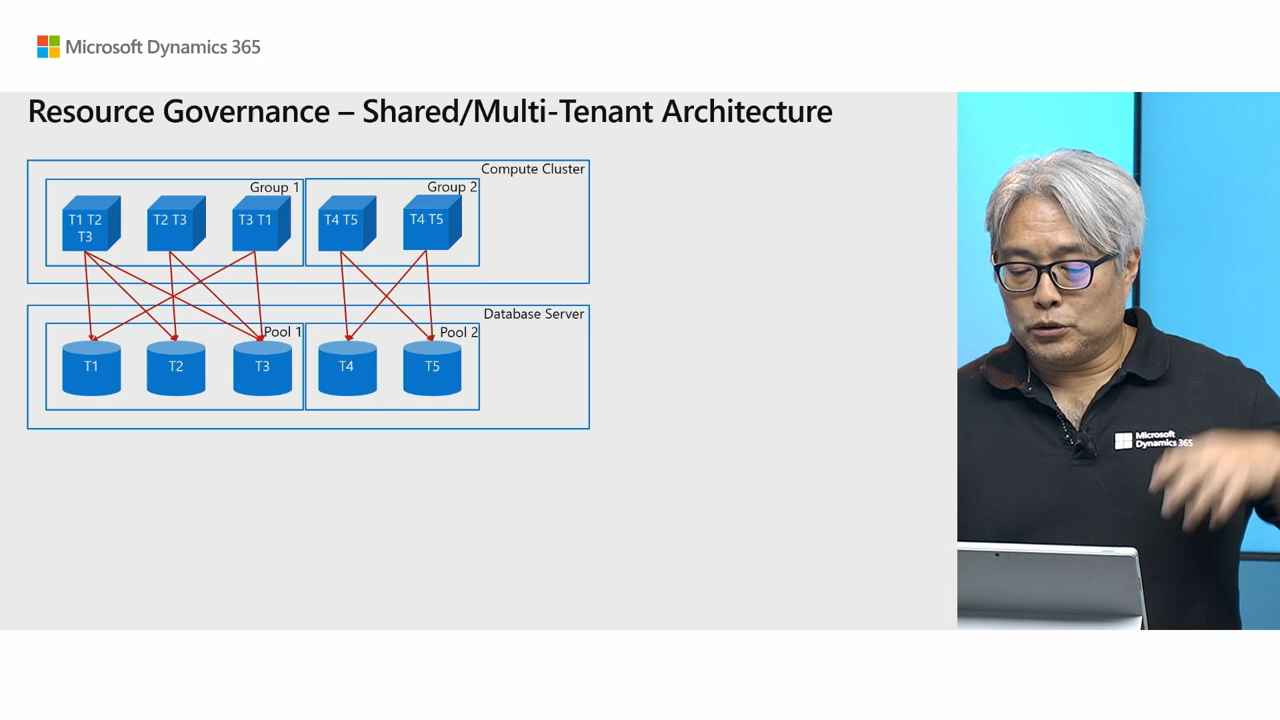 Microsoft Dynamics 365
Resource Governance – Shared/Multi-Tenant Architecture
Compute Cluster
Group 1
Group 2
T1 T2
T3
T2 T3
T3 T1
T4 T5
T4 T5
Database Server
Pool 1
Pool 2
T1
T2
T3
T4
T5
Microsoft
Dynamics 365